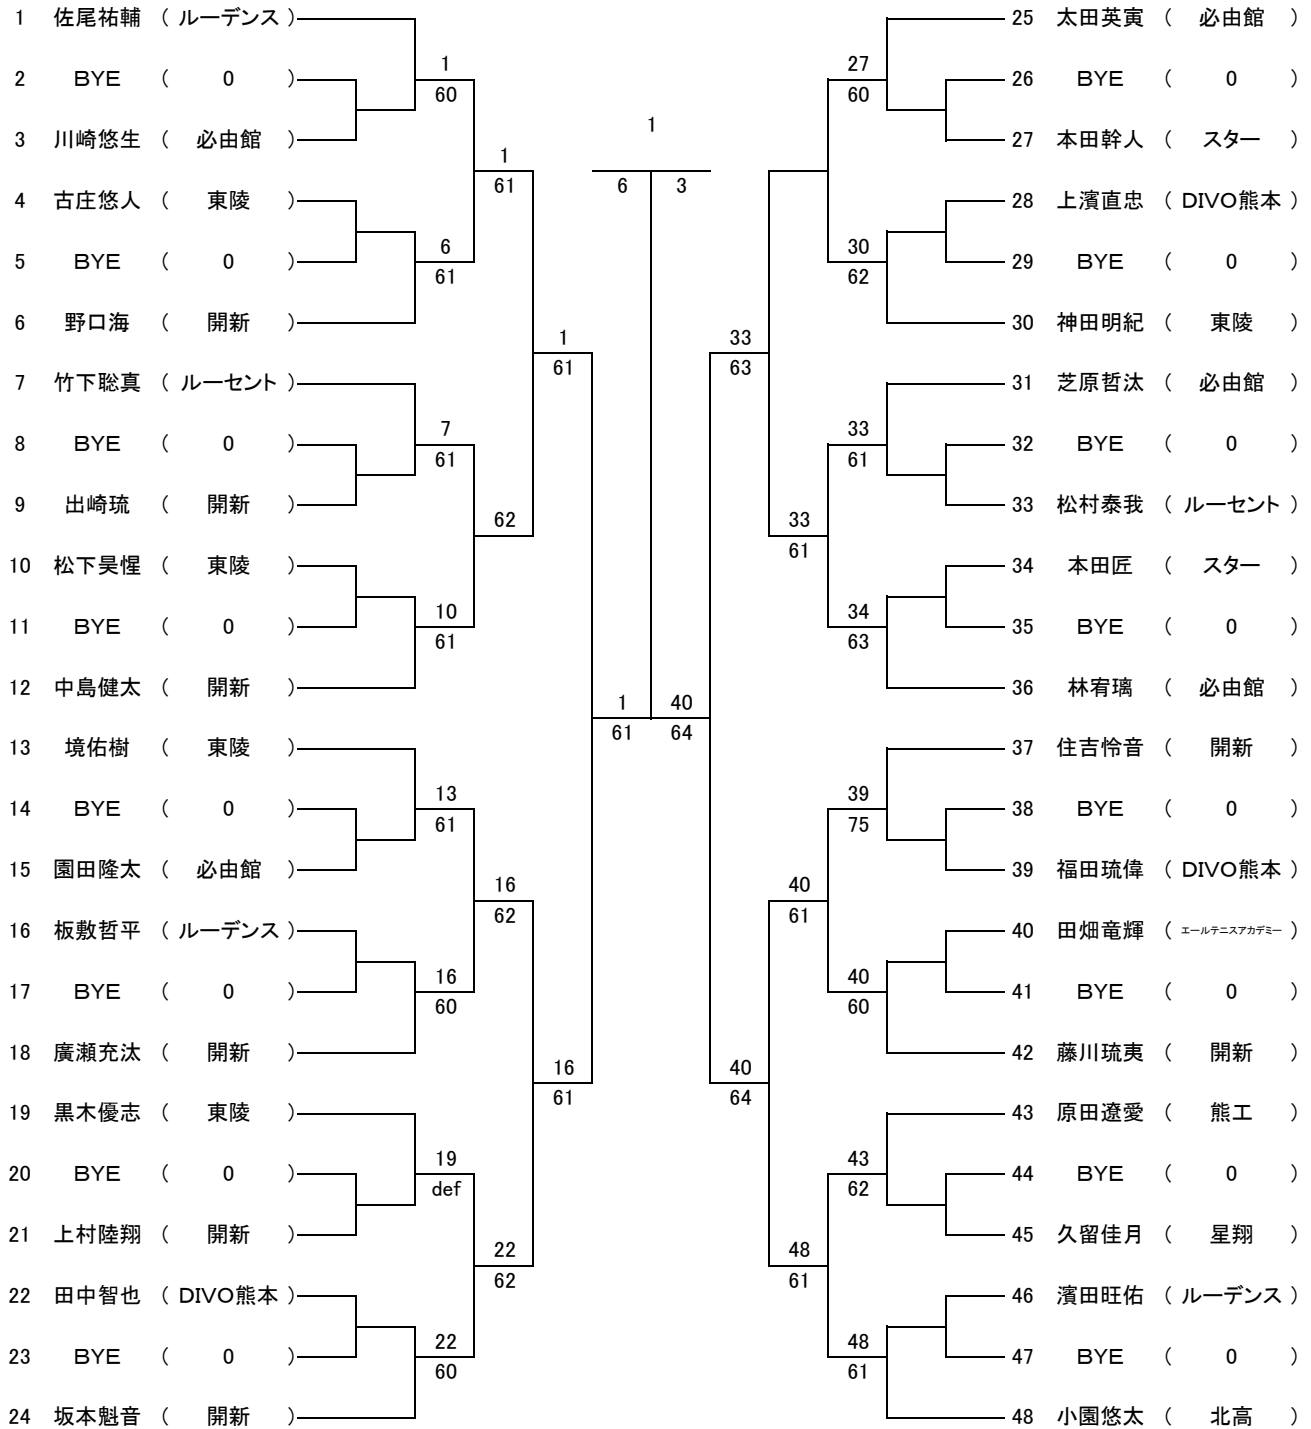 1 佐尾祐輔 ( ルーデンス )
2 BYE ( 0 )
3 川崎悠生 ( 必由館 )
4 古庄悠人 ( 東陵 )
5 BYE ( 0 )
6 野口海 ( 開新 )
7 竹下聡真 ( ルーセント )
8 BYE ( 0 )
9 出崎琉 ( 開新 )
10 松下昊惺 ( 東陵 )
11 BYE ( 0 )
12 中島健太 ( 開新 )
13 境佑樹 ( 東陵 )
14 BYE ( 0 )
15 園田隆太 ( 必由館 )
16 板敷哲平 ( ルーデンス )
17 BYE ( 0 )
18 廣瀬充汰 ( 開新 )
19 黒木優志 ( 東陵 )
20 BYE ( 0 )
21 上村陸翔 ( 開新 )
22 田中智也 ( DIVO熊本 )
23 BYE ( 0 )
24 坂本魁音 ( 開新 )
1
60
6
61
7
61
10
61
13
61
16
60
19
def
22
60
1
61
62
16
62
22
62
1
61
16
61
1
61
1
6 3
40
64
33
63
40
64
33
61
40
61
48
61
27
60
30
62
33
61
34
63
39
75
40
60
43
62
48
61
25 太田英寅 ( 必由館 )
26 BYE ( 0 )
27 本田幹人 ( スター )
28 上濱直忠 ( DIVO熊本 )
29 BYE ( 0 )
30 神田明紀 ( 東陵 )
31 芝原哲汰 ( 必由館 )
32 BYE ( 0 )
33 松村泰我 ( ルーセント )
34 本田匠 ( スター )
35 BYE ( 0 )
36 林宥璃 ( 必由館 )
37 住吉怜音 ( 開新 )
38 BYE ( 0 )
39 福田琉偉 ( DIVO熊本 )
40 田畑竜輝 ( エールテニスアカデミー )
41 BYE ( 0 )
42 藤川琉夷 ( 開新 )
43 原田遼愛 ( 熊工 )
44 BYE ( 0 )
45 久留佳月 ( 星翔 )
46 濱田旺佑 ( ルーデンス )
47 BYE ( 0 )
48 小園悠太 ( 北高 )